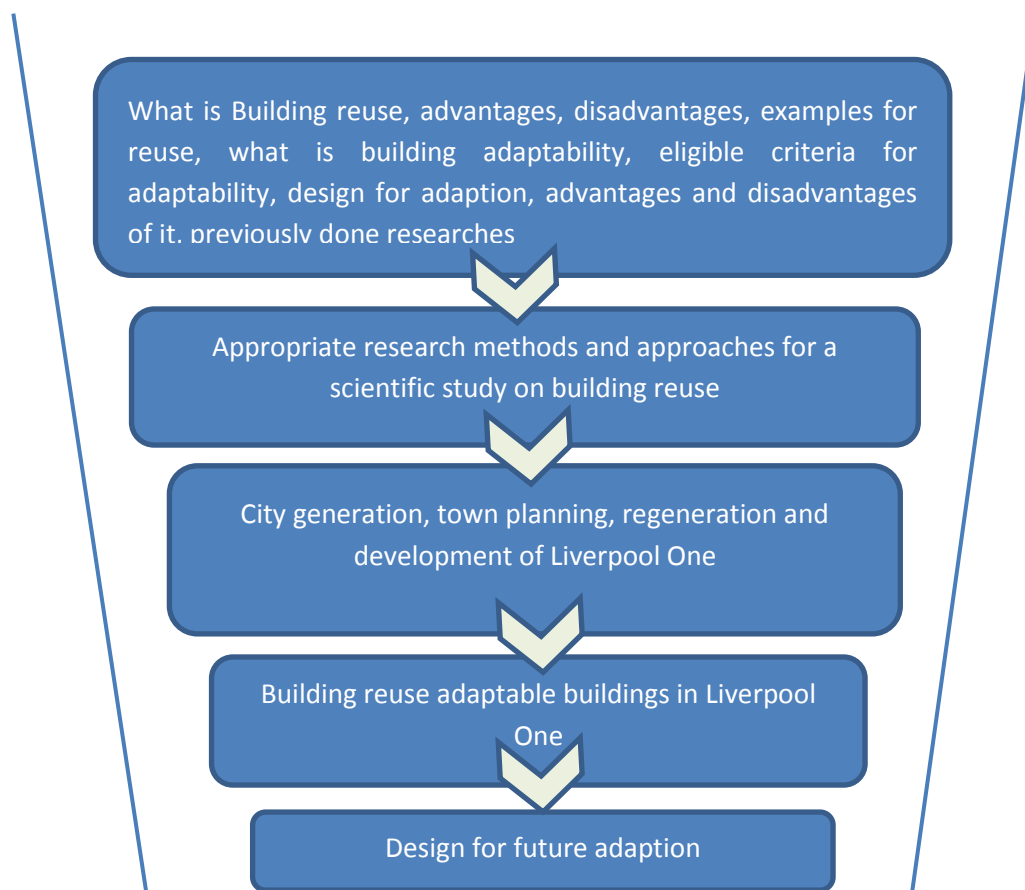 What is Building reuse, advantages, disadvantages, examples for
reuse, what is building adaptability, eligible criteria for
adaptability, design for adaption, advantages and disadvantages
of it, previously done researches
Appropriate research methods and approaches for a
scientific study on building reuse
City generation, town planning, regeneration and
development of Liverpool One
Building reuse adaptable buildings in Liverpool
One
Design for future adaption